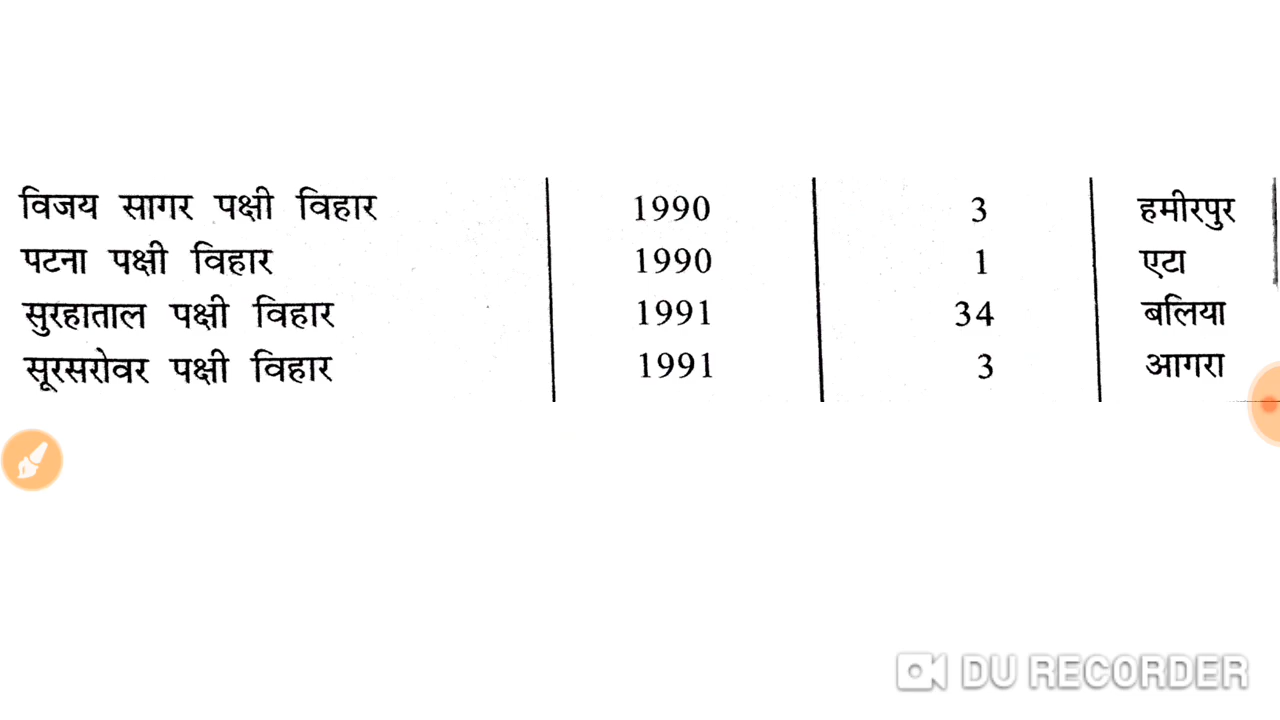 विजय सागर पक्षी विहार 1990 3 हमीरपुर
पटना पक्षी विहार 1990 1 एटा
सुरहाताल पक्षी विहार 1991 34 बलिया
सूरसरोवर पक्षी विहार 1991 3 आगरा
DU RECORDER